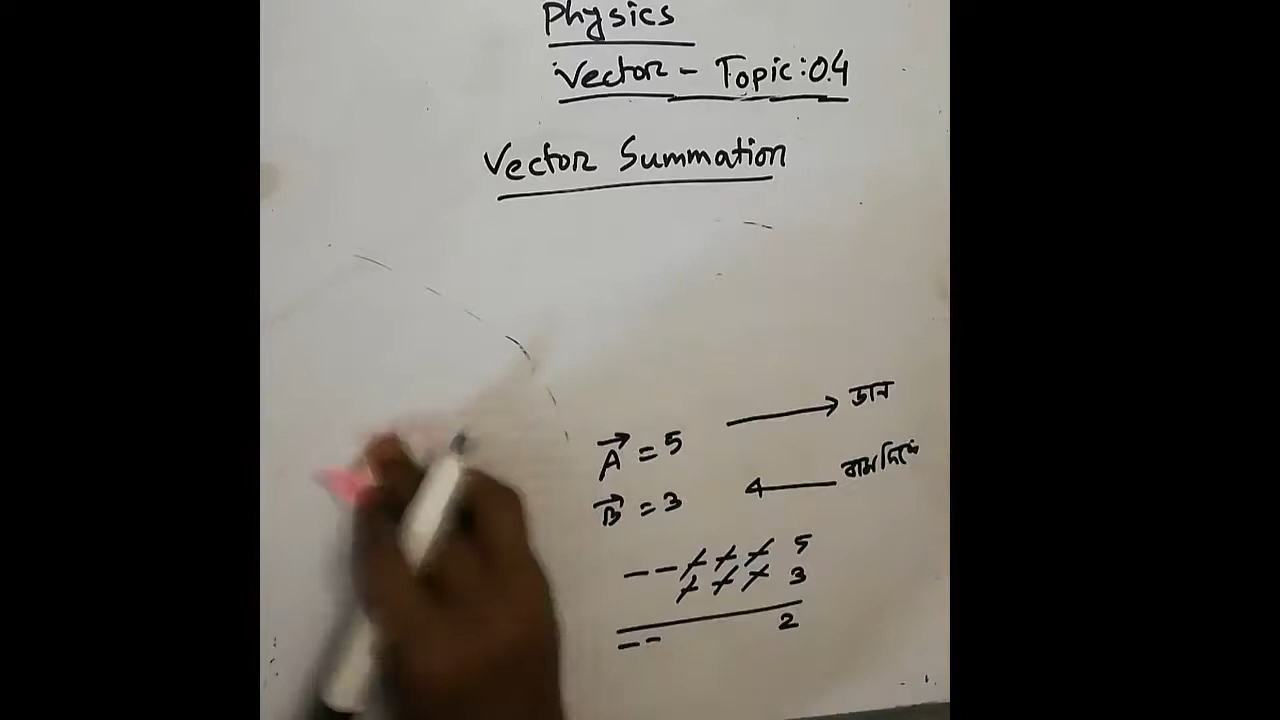 Physics
Vector - Topic: 04
Vector Summation
A = 5 → ডান
B = 3 ← বামদিকে
5
3
2